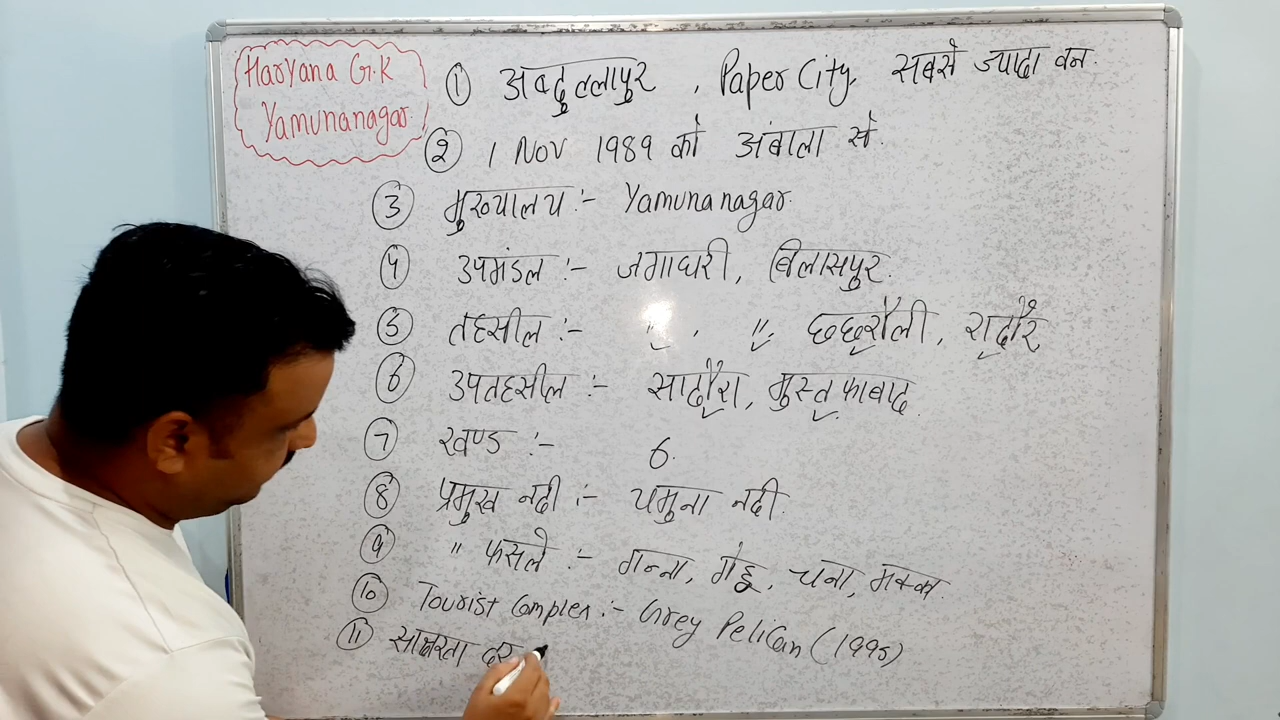 Haryana G.K
Yamunanagar
① अबदुल्लापुर , Paper City सबसे ज्यादा वन.
② 1 Nov 1989 को अंबाला से.
③ मुख्यालय :- Yamunanagar.
④ उपमंडल :- जगाधरी, बिलासपुर.
⑤ तहसील :- " , " छछरौली, रादौर
⑥ उपतहसील :- साढौरा, मुस्तफाबाद
⑦ खण्ड :- 6.
⑧ प्रमुख नदी :- यमुना नदी.
⑨ " फसले :- गन्ना, गेहू, चना, मक्का
⑩ Tourist Complex :- Grey Pelican (1995)
⑪ साक्षरता दर